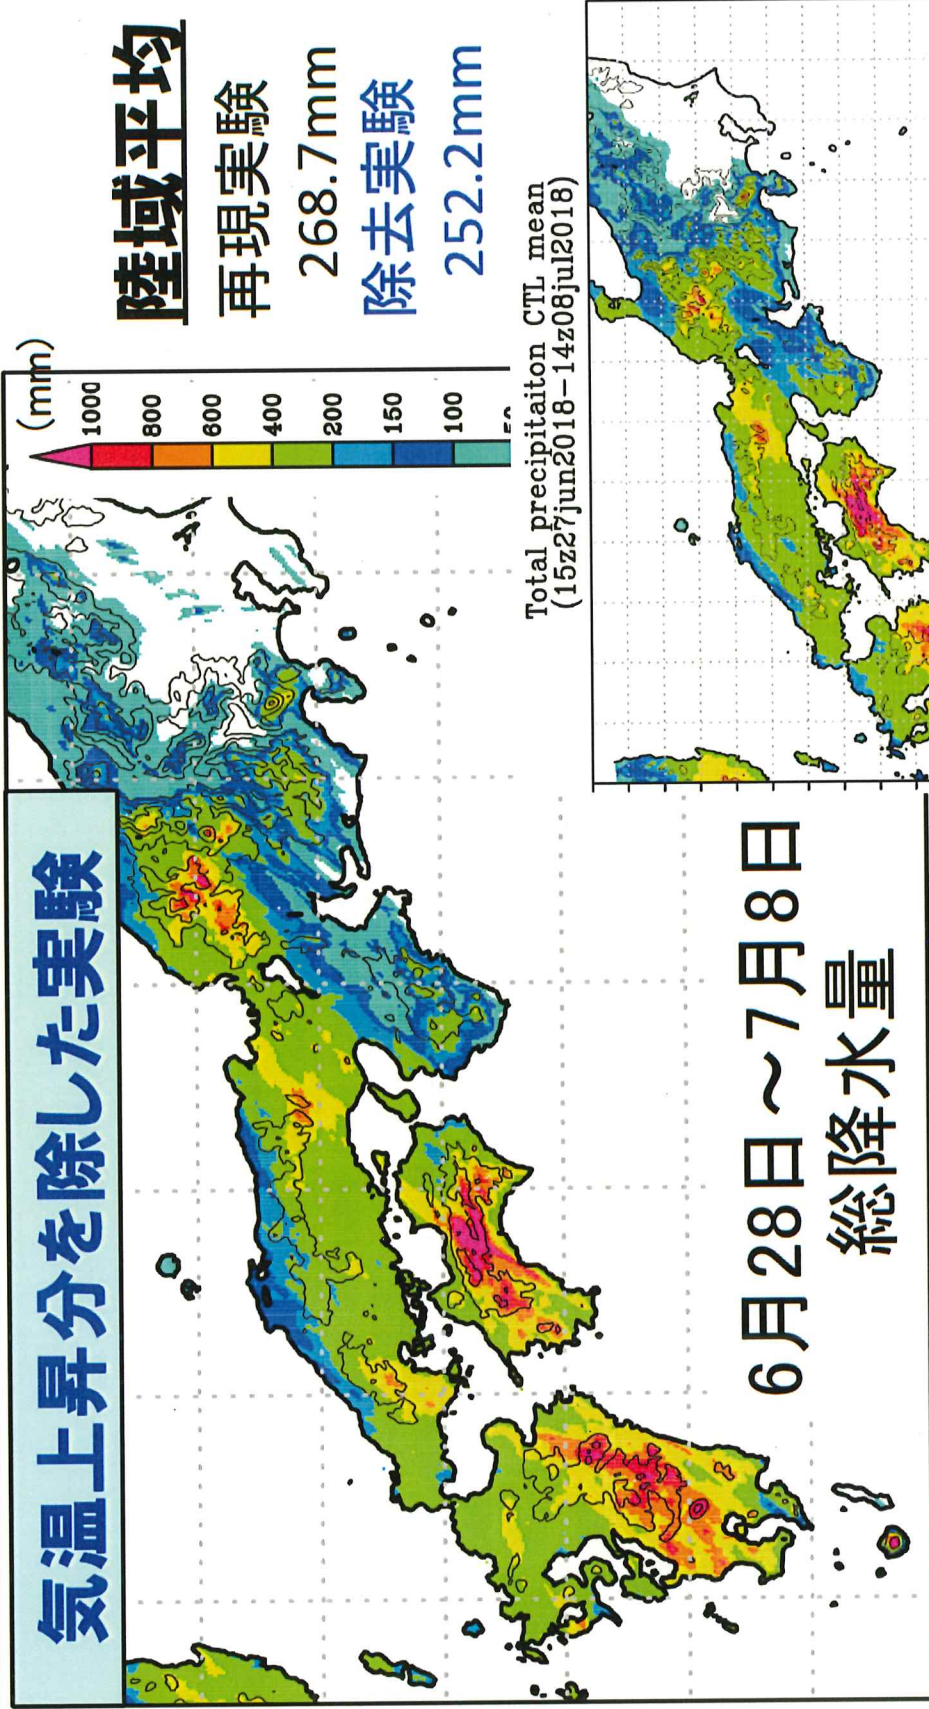 気温上昇分を除した実験
(mm)
1000
800
600
400
200
150
100
50
陸域平均
再現実験
268.7mm
除去実験
252.2mm
6月28日～7月8日
総降水量
Total precipitaiton CTL mean
(15z27jun2018-14z08jul2018)